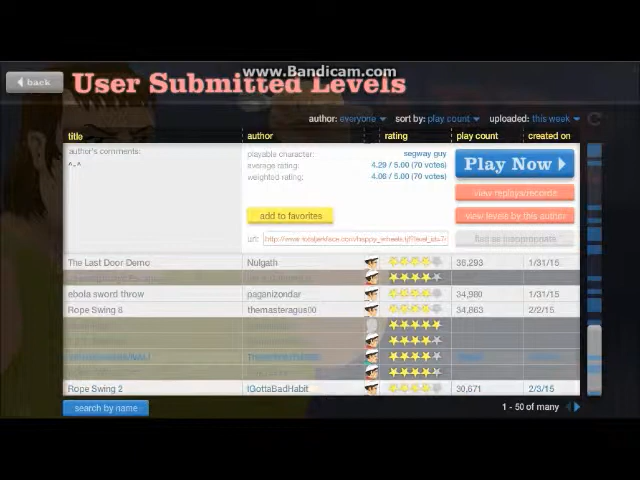 www.Bandicam.com
back
User Submitted Levels
author: everyone sort by: play count uploaded: this week
title author rating play count created on
author's comments:
^-^
playable character: segway guy
average rating: 4.29 / 5.00 (70 votes)
weighted rating: 4.06 / 5.00 (70 votes)
Play Now
view replays/records
add to favorites
view levels by this author
url:
flag as inappropriate
The Last Door Demo Nulgath 36,293 1/31/15
ebola sword throw paganizondar 34,980 1/31/15
Rope Swing 6 themasteragus00 34,863 2/2/15
Rope Swing 2 IGottaBadHabit 30,671 2/3/15
search by name
1 - 50 of many